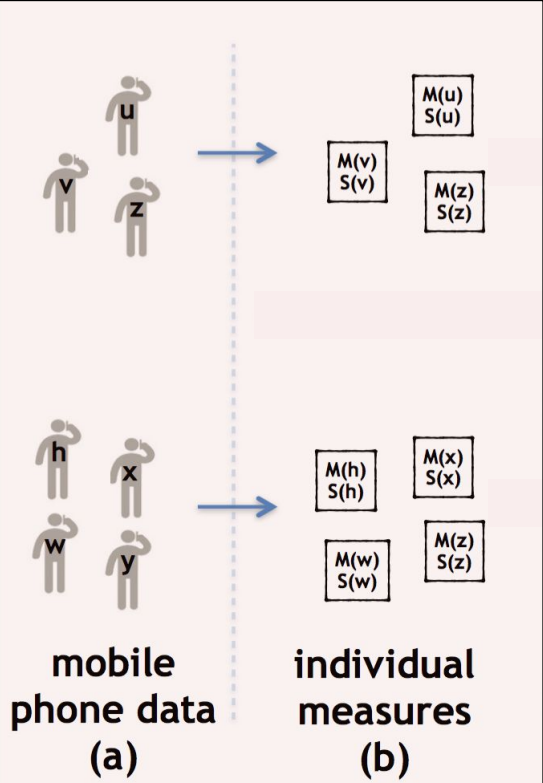 u
v
z
M(u)
S(u)
M(v)
S(v)
M(z)
S(z)
h
x
w
y
M(h)
S(h)
M(x)
S(x)
M(w)
S(w)
M(z)
S(z)
mobile
phone data
(a)
individual
measures
(b)